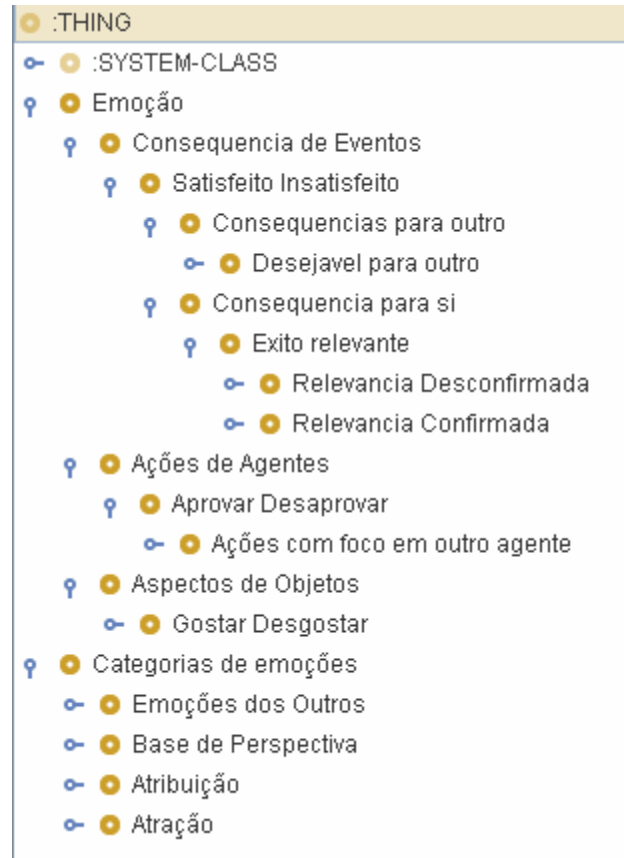 :THING
:SYSTEM-CLASS
Emoção
Consequencia de Eventos
Satisfeito Insatisfeito
Consequencias para outro
Desejavel para outro
Consequencia para si
Exito relevante
Relevancia Desconfirmada
Relevancia Confirmada
Ações de Agentes
Aprovar Desaprovar
Ações com foco em outro agente
Aspectos de Objetos
Gostar Desgostar
Categorias de emoções
Emoções dos Outros
Base de Perspectiva
Atribuição
Atração